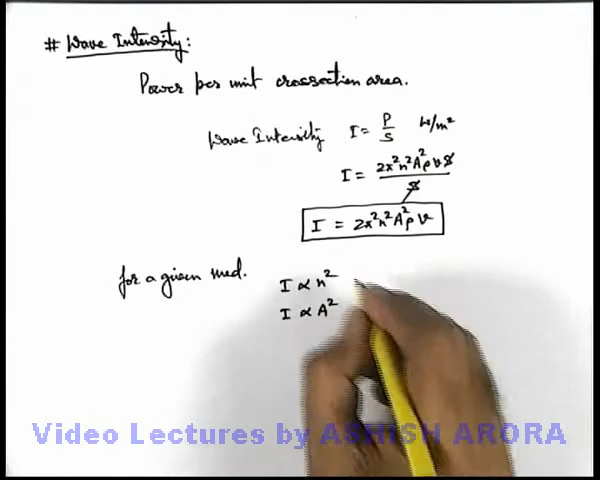 # Wave Intensity:
Power per unit crossection area.
Wave Intensity I = P/S W/m²
I = 2π²n²A²ρvS/S
I = 2π²n²A²ρv
for a given med. I ∝ n²
I ∝ A²
Video Lectures by ASHISH ARORA